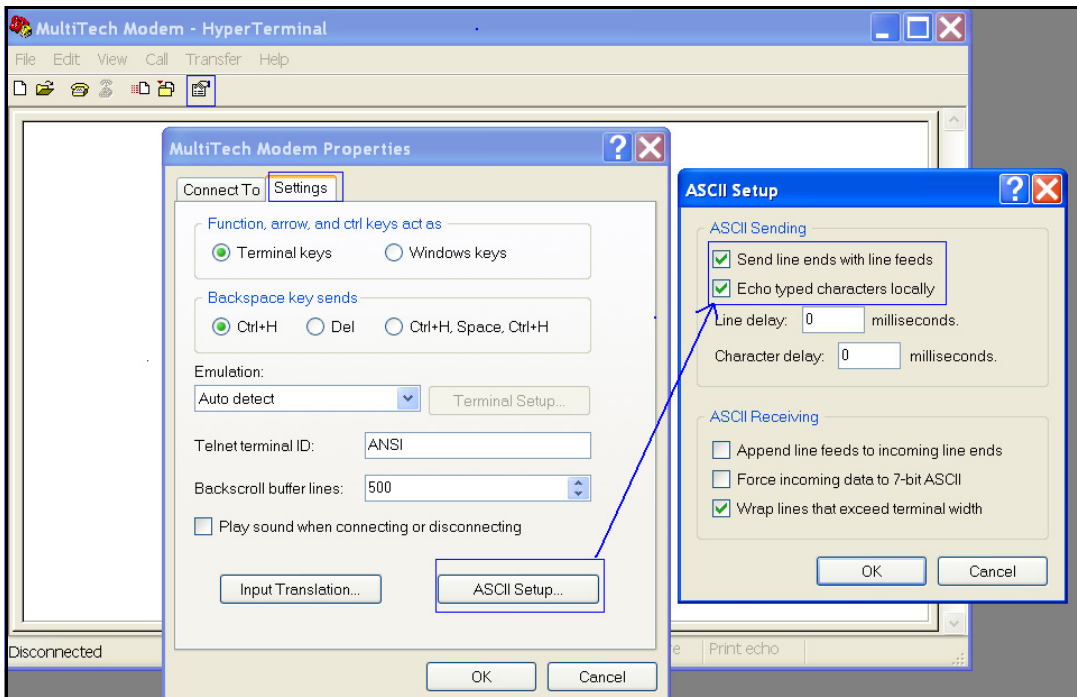 MultiTech Modem - HyperTerminal
File Edit View Call Transfer Help
MultiTech Modem Properties
Connect To Settings
Function, arrow, and ctrl keys act as
Terminal keys Windows keys
Backspace key sends
Ctrl+H Del Ctrl+H, Space, Ctrl+H
Emulation:
Auto detect Terminal Setup...
Telnet terminal ID: ANSI
Backscroll buffer lines: 500
Play sound when connecting or disconnecting
Input Translation... ASCII Setup...
OK Cancel
ASCII Setup
ASCII Sending
Send line ends with line feeds
Echo typed characters locally
Line delay: 0 milliseconds.
Character delay: 0 milliseconds.
ASCII Receiving
Append line feeds to incoming line ends
Force incoming data to 7-bit ASCII
Wrap lines that exceed terminal width
OK Cancel
Disconnected Print echo